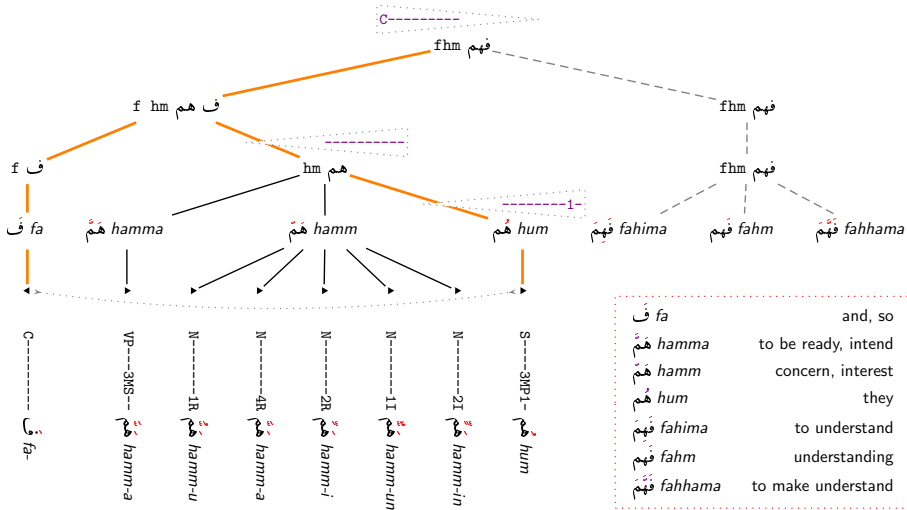 C---------
fhm فهم
f hm ف هم
fhm فهم
----------
f ف
hm هم
fhm فهم
--------1-
فَ fa
هَمَّ hamma
هَمّ hamm
هُم hum
فَهِمَ fahima
فَهم fahm
فَهَّمَ fahhama
C--------- فَ fa-
VP---3MS-- هَمَّ hamm-a
N-------1R هَمُّ hamm-u
N-------4R هَمَّ hamm-a
N-------2R هَمِّ hamm-i
N-------1I هَمٌّ hamm-un
N-------2I هَمٍّ hamm-in
S----3MP1- هُم hum
فَ fa and, so
هَمَّ hamma to be ready, intend
هَمّ hamm concern, interest
هُم hum they
فَهِمَ fahima to understand
فَهم fahm understanding
فَهَّمَ fahhama to make understand